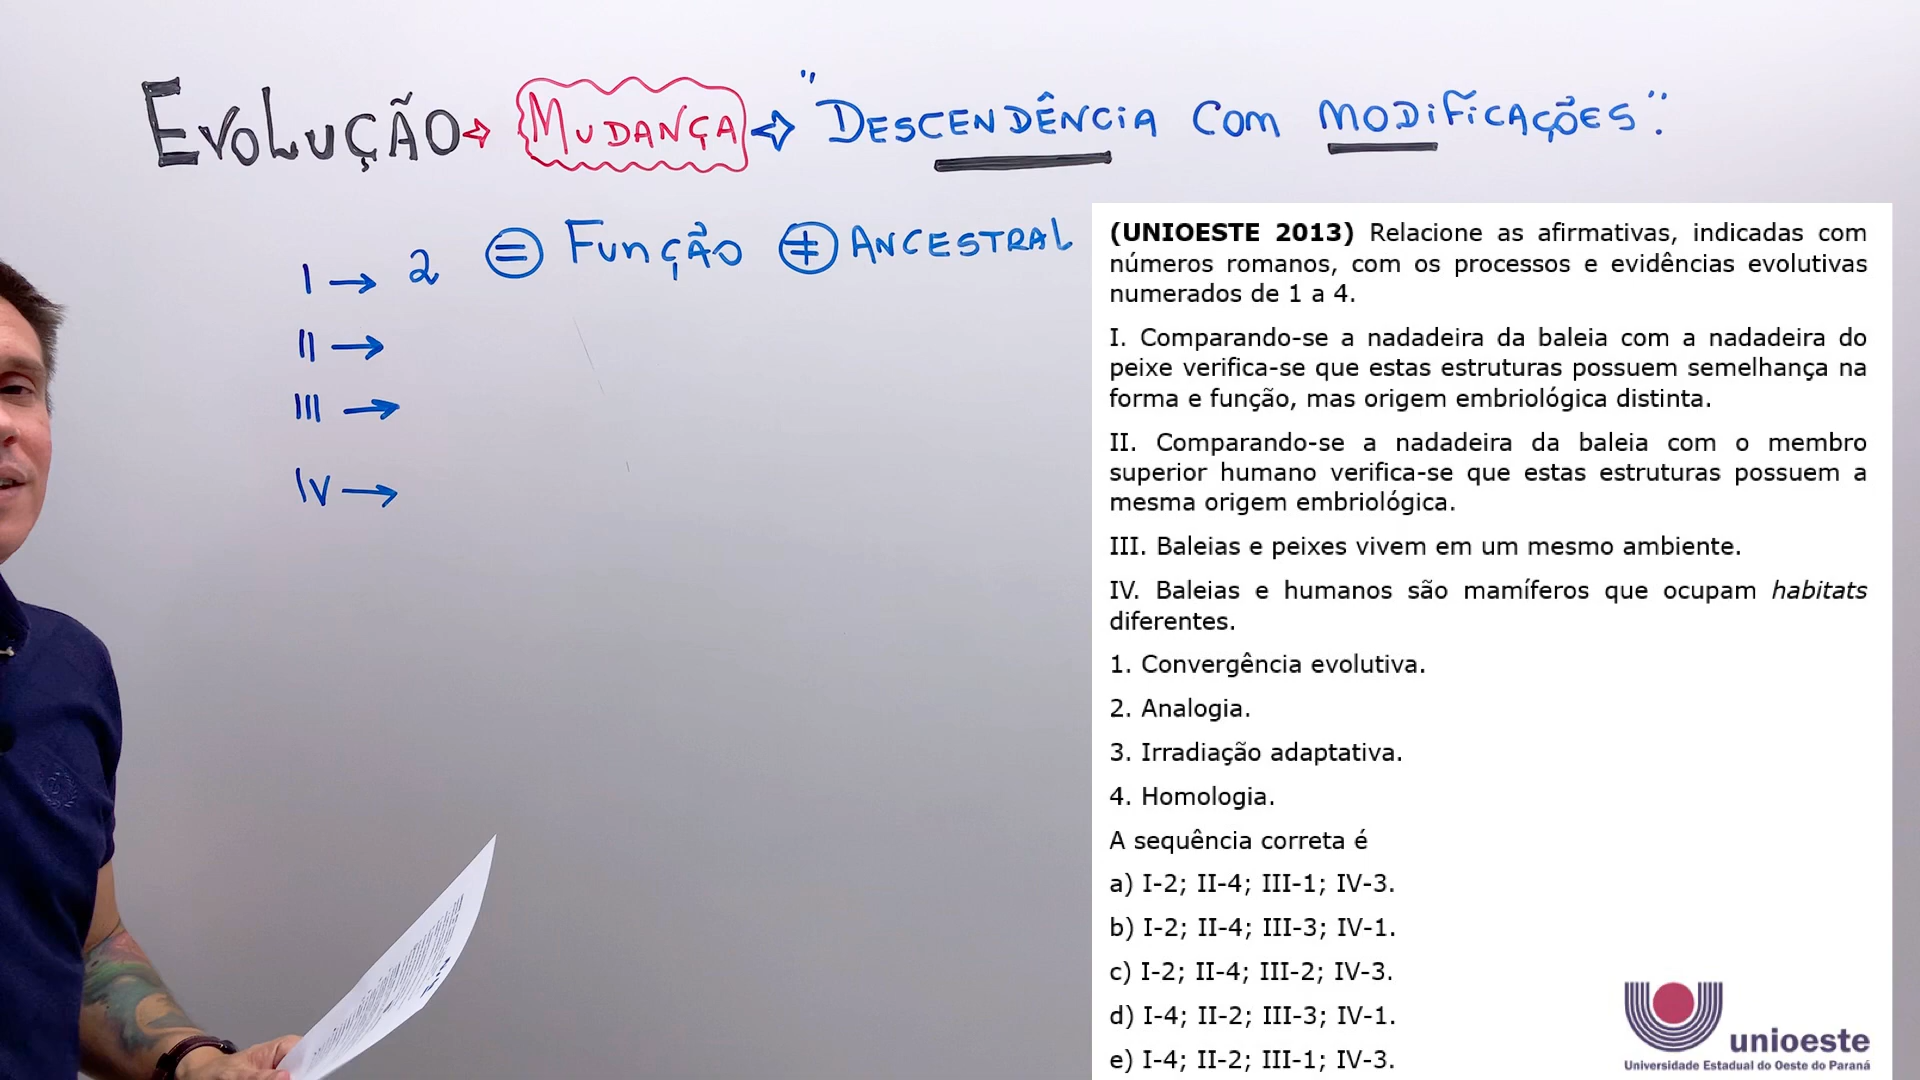 EVOLUÇÃO ⇨ MUDANÇA ⇨ "DESCENDÊNCIA COM MODIFICAÇÕES".
I → 2 = FUNÇÃO ≠ ANCESTRAL
II →
III →
IV →
(UNIOESTE 2013) Relacione as afirmativas, indicadas com
números romanos, com os processos e evidências evolutivas
numerados de 1 a 4.
I. Comparando-se a nadadeira da baleia com a nadadeira do
peixe verifica-se que estas estruturas possuem semelhança na
forma e função, mas origem embriológica distinta.
II. Comparando-se a nadadeira da baleia com o membro
superior humano verifica-se que estas estruturas possuem a
mesma origem embriológica.
III. Baleias e peixes vivem em um mesmo ambiente.
IV. Baleias e humanos são mamíferos que ocupam habitats
diferentes.
1. Convergência evolutiva.
2. Analogia.
3. Irradiação adaptativa.
4. Homologia.
A sequência correta é
a) I-2; II-4; III-1; IV-3.
b) I-2; II-4; III-3; IV-1.
c) I-2; II-4; III-2; IV-3.
d) I-4; II-2; III-3; IV-1.
e) I-4; II-2; III-1; IV-3.
unioeste
Universidade Estadual do Oeste do Paraná